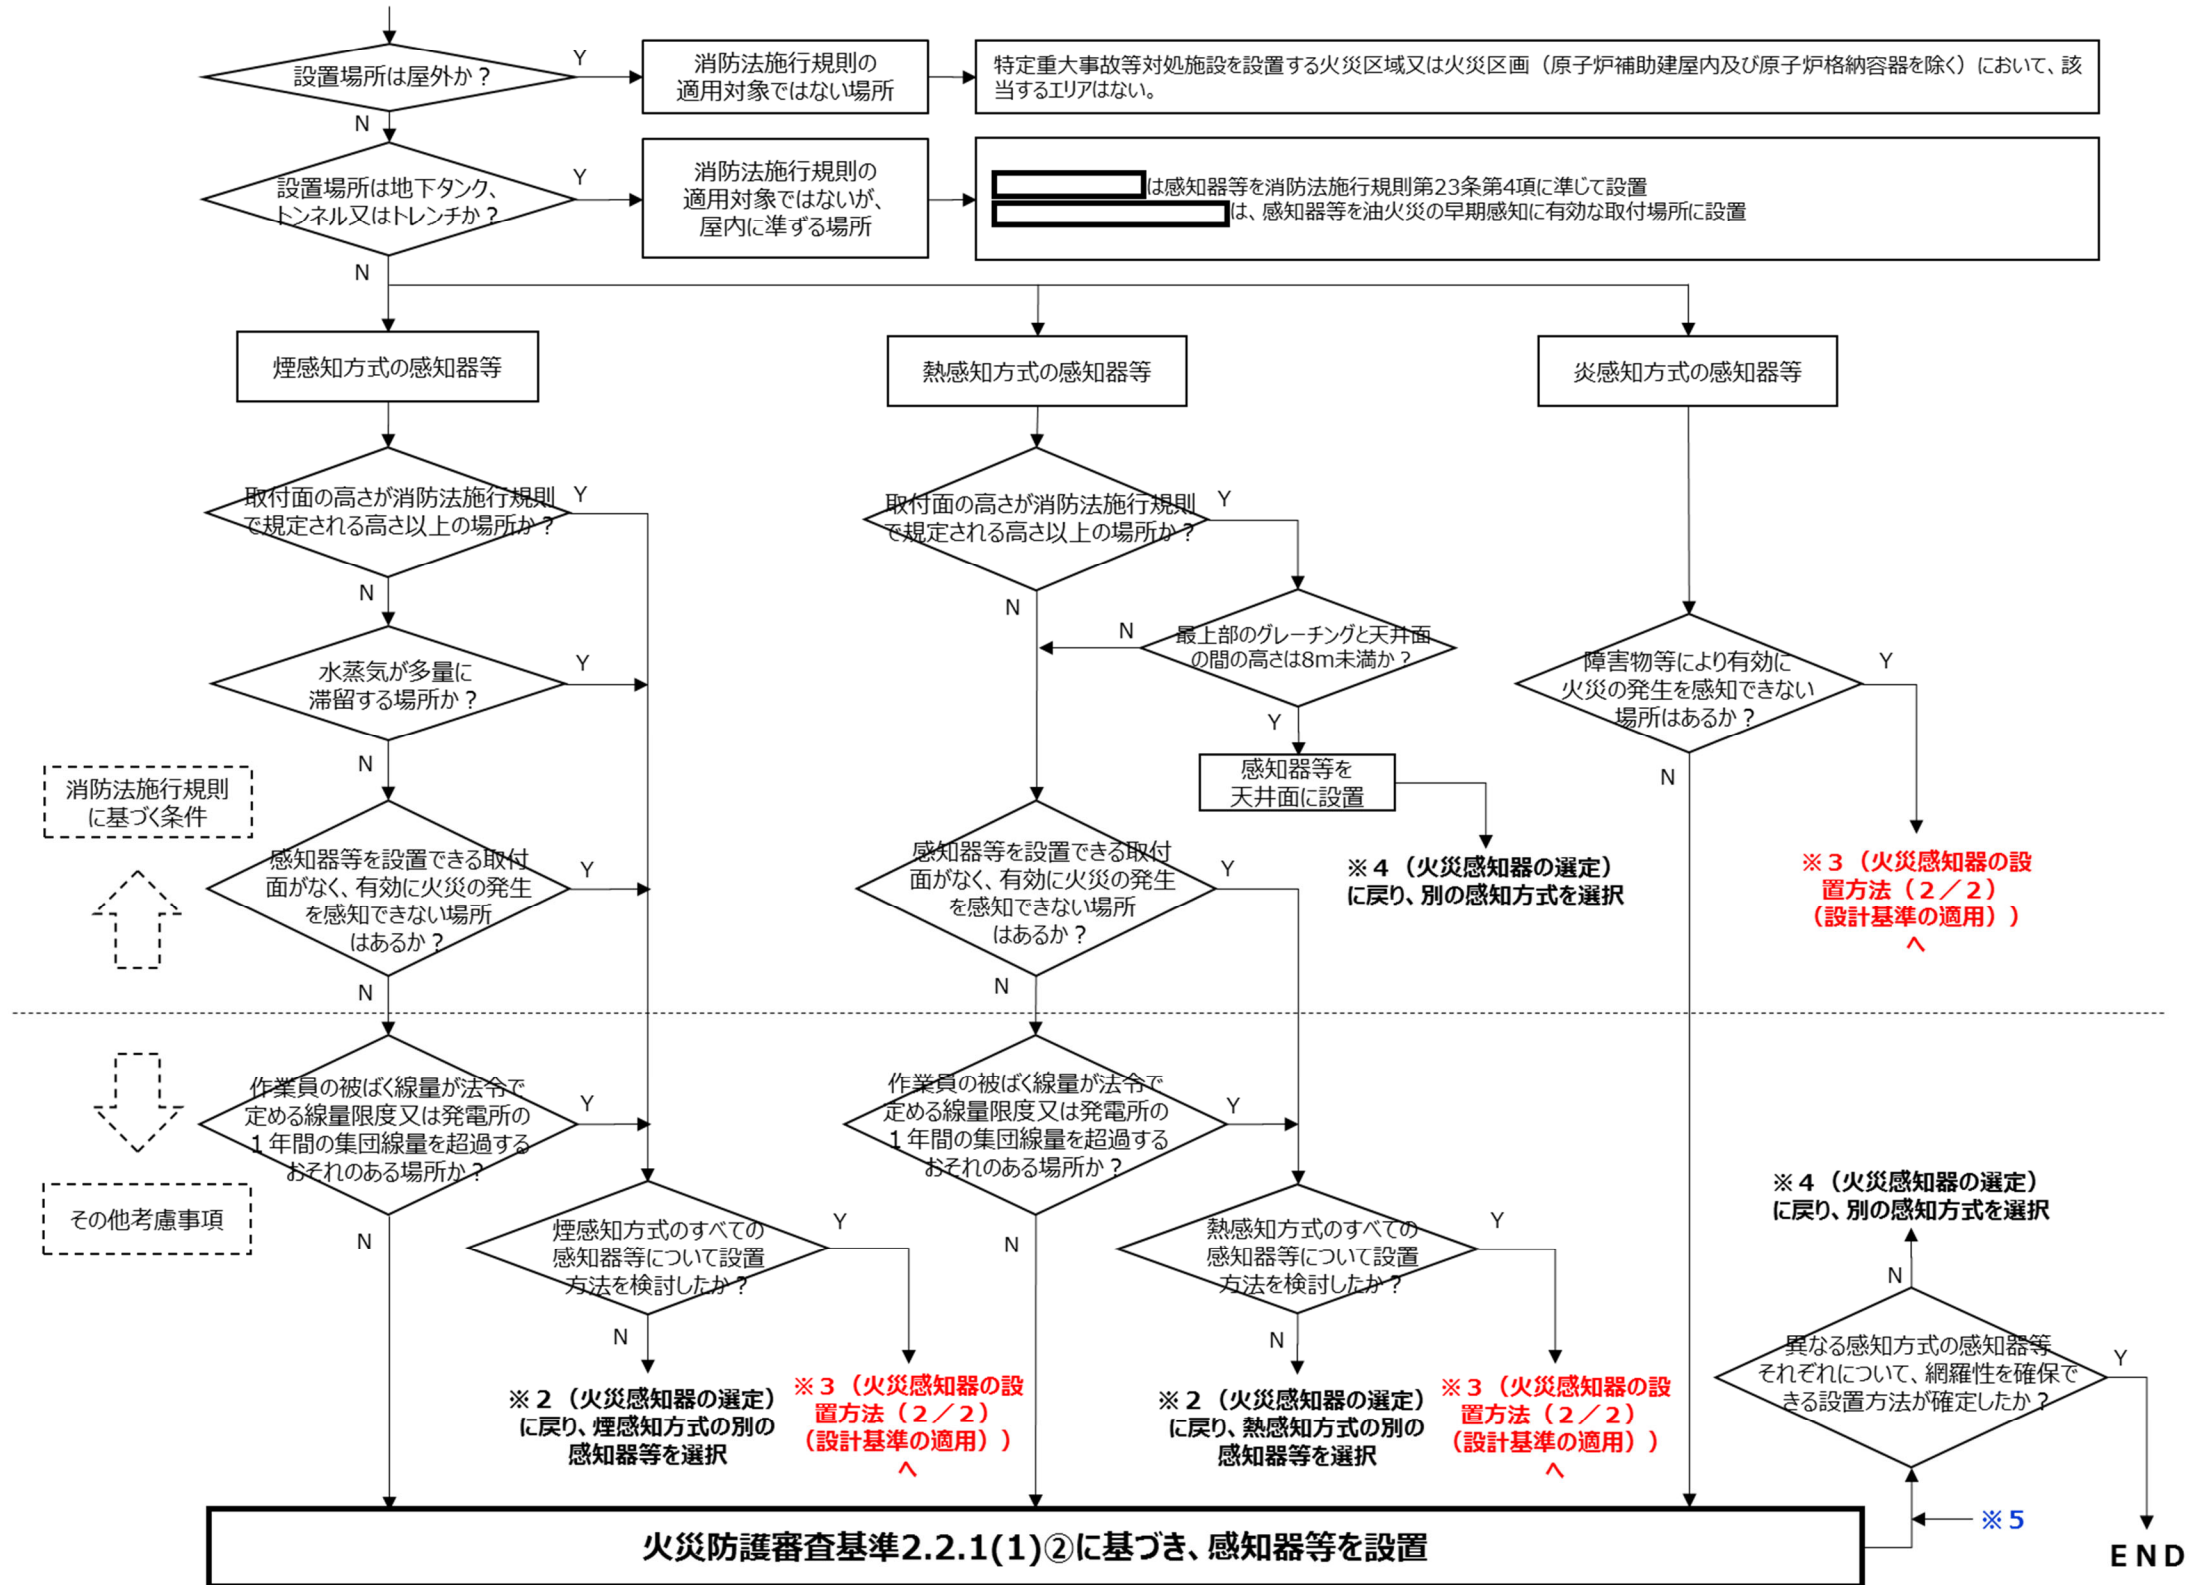 設置場所は屋外か？
Y
N
消防法施行規則の
適用対象ではない場所
特定重大事故等対処施設を設置する火災区域又は火災区画（原子炉補助建屋内及び原子炉格納容器を除く）において、該
当するエリアはない。
設置場所は地下タンク、
トンネル又はトレンチか？
Y
N
消防法施行規則の
適用対象ではないが、
屋内に準ずる場所
は感知器等を消防法施行規則第23条第4項に準じて設置
は、感知器等を油火災の早期感知に有効な取付場所に設置
煙感知方式の感知器等
熱感知方式の感知器等
炎感知方式の感知器等
取付面の高さが消防法施行規則
で規定される高さ以上の場所か？
Y
N
水蒸気が多量に
滞留する場所か？
Y
N
消防法施行規則
に基づく条件
感知器等を設置できる取付
面がなく、有効に火災の発生
を感知できない場所
はあるか？
Y
N
その他考慮事項
作業員の被ばく線量が法令で
定める線量限度又は発電所の
１年間の集団線量を超過する
おそれのある場所か？
Y
N
煙感知方式のすべての
感知器等について設置
方法を検討したか？
Y
N
※２（火災感知器の選定）
に戻り、煙感知方式の別の
感知器等を選択
※３（火災感知器の設
置方法（２／２）
（設計基準の適用））
へ
取付面の高さが消防法施行規則
で規定される高さ以上の場所か？
Y
N
最上部のグレーチングと天井面
の間の高さは8m未満か？
N
Y
感知器等を
天井面に設置
※４（火災感知器の選定）
に戻り、別の感知方式を選択
感知器等を設置できる取付
面がなく、有効に火災の発生
を感知できない場所
はあるか？
Y
N
作業員の被ばく線量が法令で
定める線量限度又は発電所の
１年間の集団線量を超過する
おそれのある場所か？
Y
N
熱感知方式のすべての
感知器等について設置
方法を検討したか？
Y
N
※２（火災感知器の選定）
に戻り、熱感知方式の別の
感知器等を選択
※３（火災感知器の設
置方法（２／２）
（設計基準の適用））
へ
障害物等により有効に
火災の発生を感知できない
場所はあるか？
Y
N
※３（火災感知器の設
置方法（２／２）
（設計基準の適用））
へ
※４（火災感知器の選定）
に戻り、別の感知方式を選択
N
異なる感知方式の感知器等
それぞれについて、網羅性を確保で
きる設置方法が確定したか？
Y
※５
ＥＮＤ
火災防護審査基準2.2.1(1)②に基づき、感知器等を設置